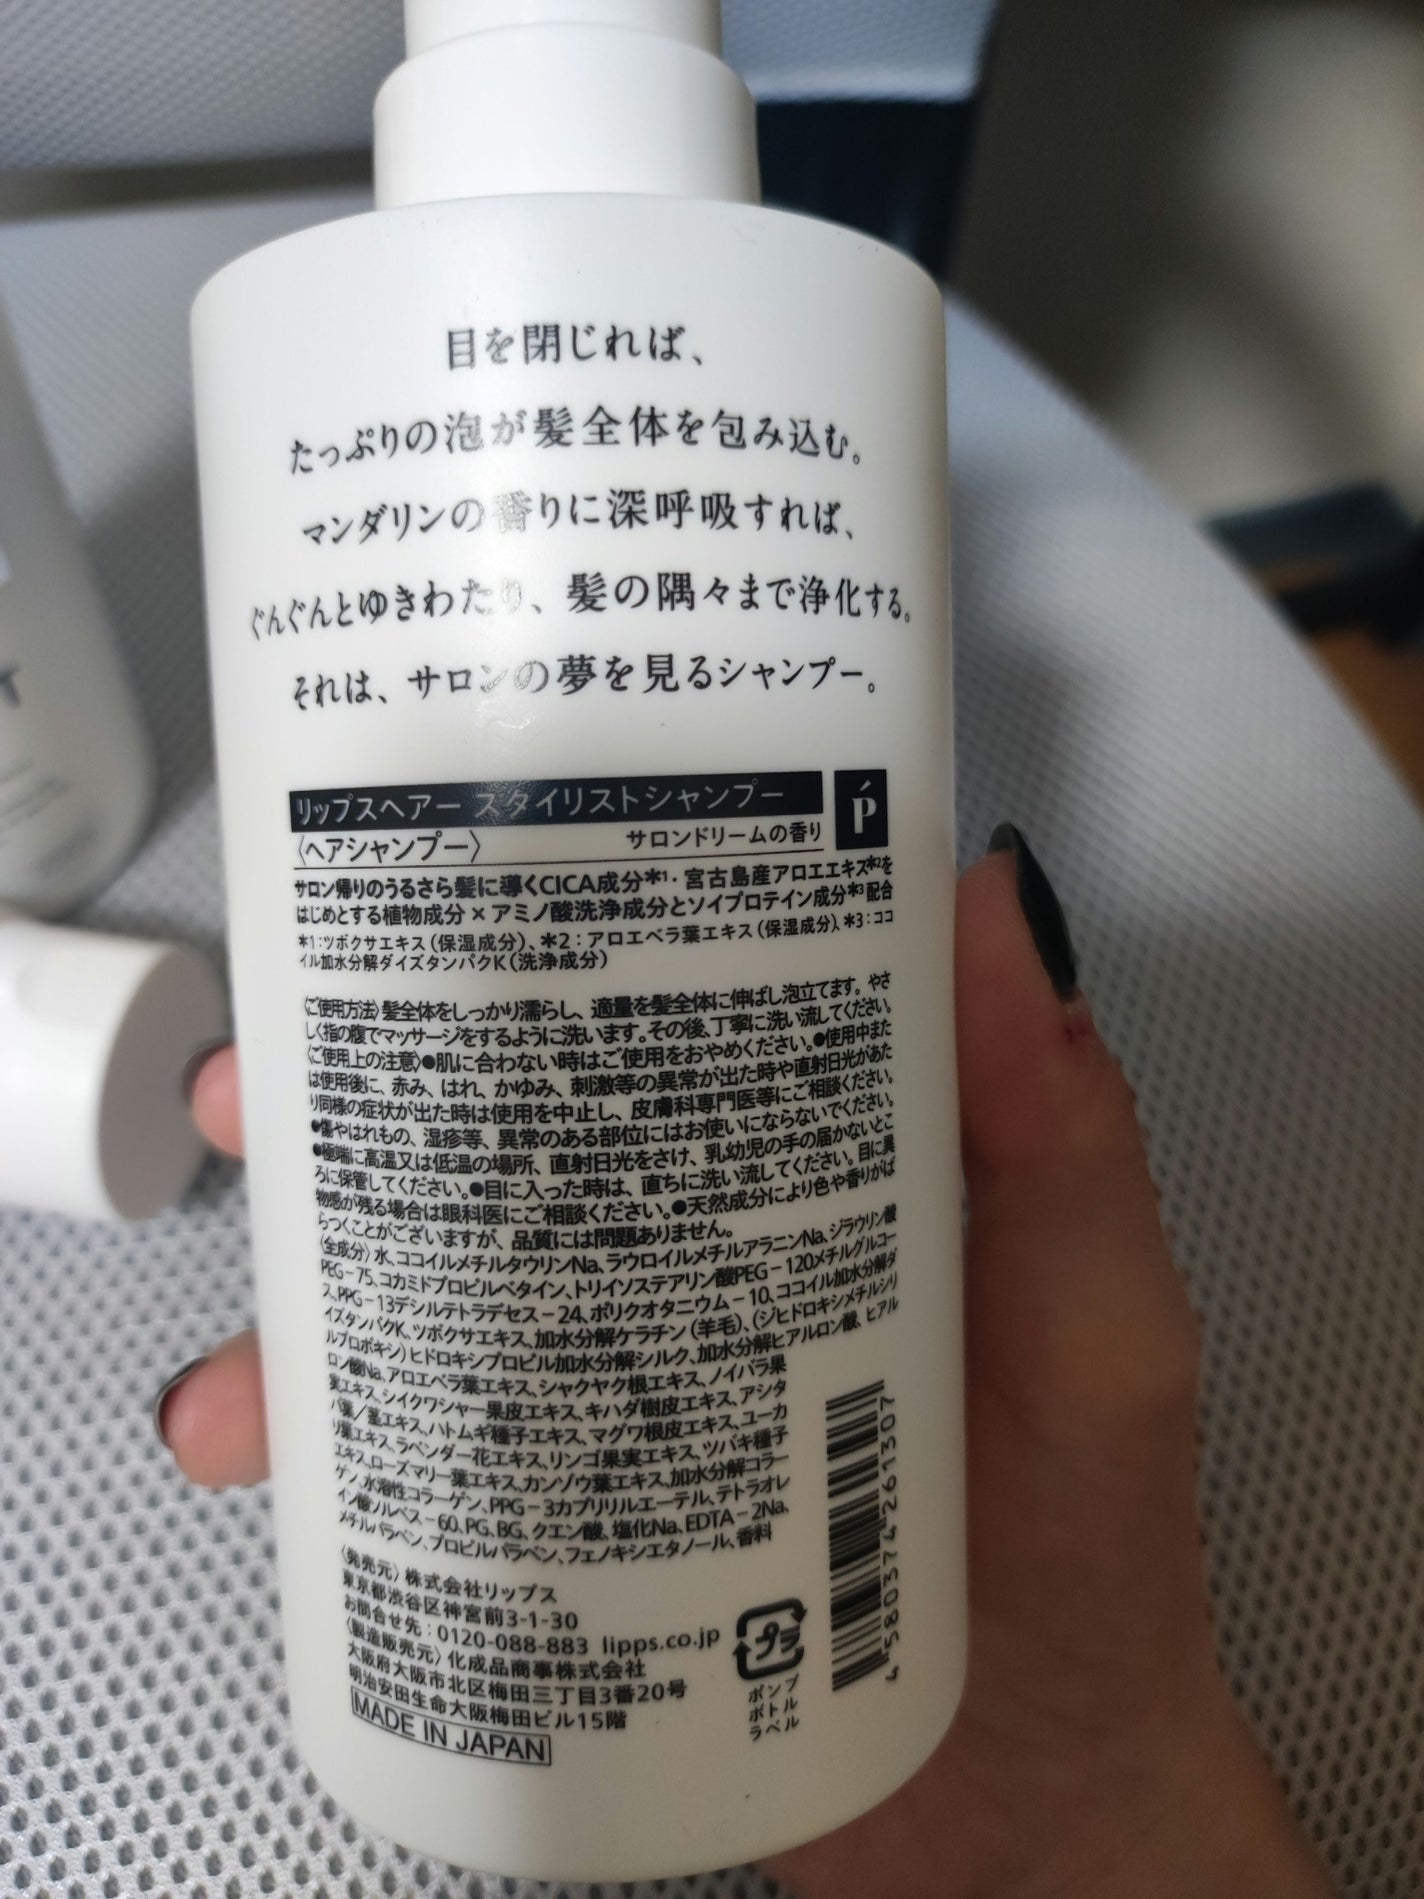 目を閉じれば、
たっぷりの泡が髪全体を包み込む。
マンダリンの香りに深呼吸すれば、
ぐんぐんとゆきわたり、髪の隅々まで浄化する。
それは、サロンの夢を見るシャンプー。
リップスヘアー スタイリストシャンプー
〈ヘアシャンプー〉 サロンドリームの香り
ṕ
サロン帰りのうるさら髪に導くCICA成分＊1・宮古島産アロエエキス＊2を
はじめとする植物成分×アミノ酸洗浄成分とソイプロテイン成分＊3配合
＊1：ツボクサエキス（保湿成分）、＊2：アロエベラ葉エキス（保湿成分）、＊3：ココ
イル加水分解ダイズタンパクK（洗浄成分）
〈ご使用方法〉髪全体をしっかり濡らし、適量を髪全体に伸ばし泡立てます。やさ
しく指の腹でマッサージをするように洗います。その後、丁寧に洗い流してください。
〈ご使用上の注意〉●肌に合わない時はご使用をおやめください。●使用中また
は使用後に、赤み、はれ、かゆみ、刺激等の異常が出た時や直射日光があた
り同様の症状が出た時は使用を中止し、皮膚科専門医等にご相談ください。
●傷やはれもの、湿疹等、異常のある部位にはお使いにならないでください。
●極端に高温又は低温の場所、直射日光をさけ、乳幼児の手の届かないとこ
ろに保管してください。●目に入った時は、直ちに洗い流してください。目に異
物感が残る場合は眼科医にご相談ください。●天然成分により色や香りがば
らつくことがございますが、品質には問題ありません。
〈全成分〉水、ココイルメチルタウリンNa、ラウロイルメチルアラニンNa、ジラウリン酸
PEG－75、コカミドプロピルベタイン、トリイソステアリン酸PEG－120メチルグルコー
ス、PPG－13デシルテトラデセス－24、ポリクオタニウム－10、ココイル加水分解ダ
イズタンパクK、ツボクサエキス、加水分解ケラチン（羊毛）、（ジヒドロキシメチルシリ
ルプロポキシ）ヒドロキシプロピル加水分解シルク、加水分解ヒアルロン酸、ヒアル
ロン酸Na、アロエベラ葉エキス、シャクヤク根エキス、ノイバラ果
実エキス、シイクワシャー果皮エキス、キハダ樹皮エキス、アシタ
バ葉／茎エキス、ハトムギ種子エキス、マグワ根皮エキス、ユーカ
リ葉エキス、ラベンダー花エキス、リンゴ果実エキス、ツバキ種子
エキス、ローズマリー葉エキス、カンゾウ葉エキス、加水分解コラー
ゲン、水溶性コラーゲン、PPG－3カプリリルエーテル、テトラオレ
イン酸ソルベス－60、PG、BG、クエン酸、塩化Na、EDTA－2Na、
メチルパラベン、プロピルパラベン、フェノキシエタノール、香料
〈発売元〉株式会社リップス
東京都渋谷区神宮前3-1-30
お問合せ先：0120-088-883 lipps.co.jp
〈製造販売元〉化成品商事株式会社
大阪府大阪市北区梅田三丁目3番20号
明治安田生命大阪梅田ビル15階
MADE IN JAPAN
プラ
ポンプ
ボトル
ラベル
4580374261307